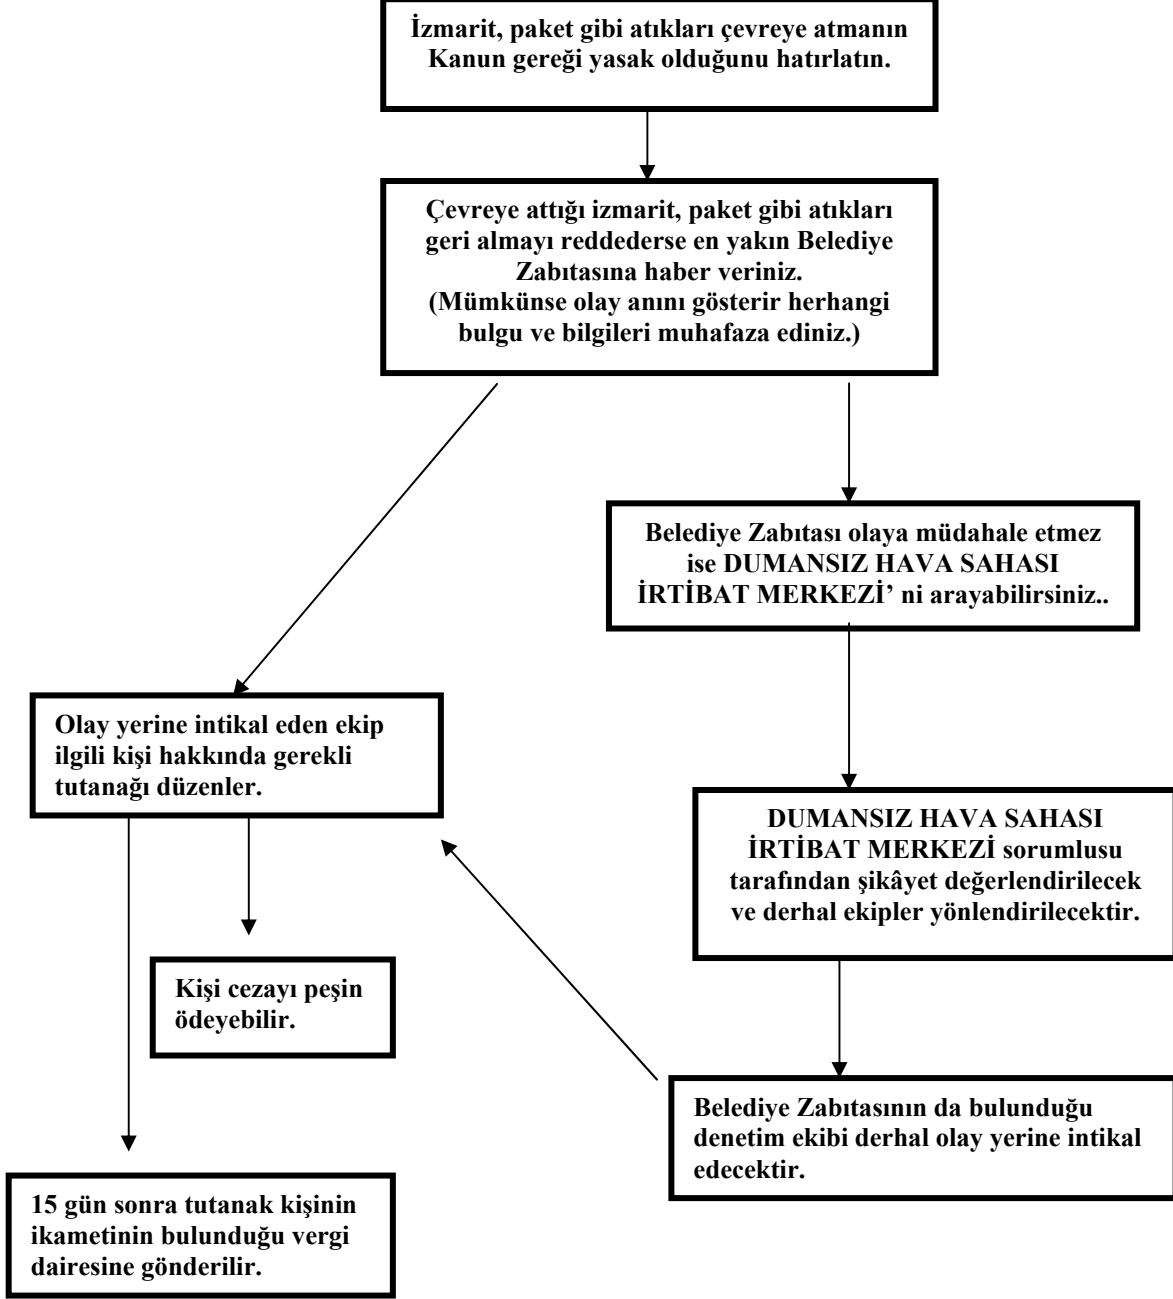 İzmarit, paket gibi atıkları çevreye atmanın
Kanun gereği yasak olduğunu hatırlatın.
Çevreye attığı izmarit, paket gibi atıkları
geri almayı reddederse en yakın Belediye
Zabıtasına haber veriniz.
(Mümkünse olay anını gösterir herhangi
bulgu ve bilgileri muhafaza ediniz.)
Belediye Zabıtası olaya müdahale etmez
ise DUMANSIZ HAVA SAHASI
İRTİBAT MERKEZİ’ ni arayabilirsiniz..
Olay yerine intikal eden ekip
ilgili kişi hakkında gerekli
tutanağı düzenler.
DUMANSIZ HAVA SAHASI
İRTİBAT MERKEZİ sorumlusu
tarafından şikâyet değerlendirilecek
ve derhal ekipler yönlendirilecektir.
Kişi cezayı peşin
ödeyebilir.
Belediye Zabıtasının da bulunduğu
denetim ekibi derhal olay yerine intikal
edecektir.
15 gün sonra tutanak kişinin
ikametinin bulunduğu vergi
dairesine gönderilir.